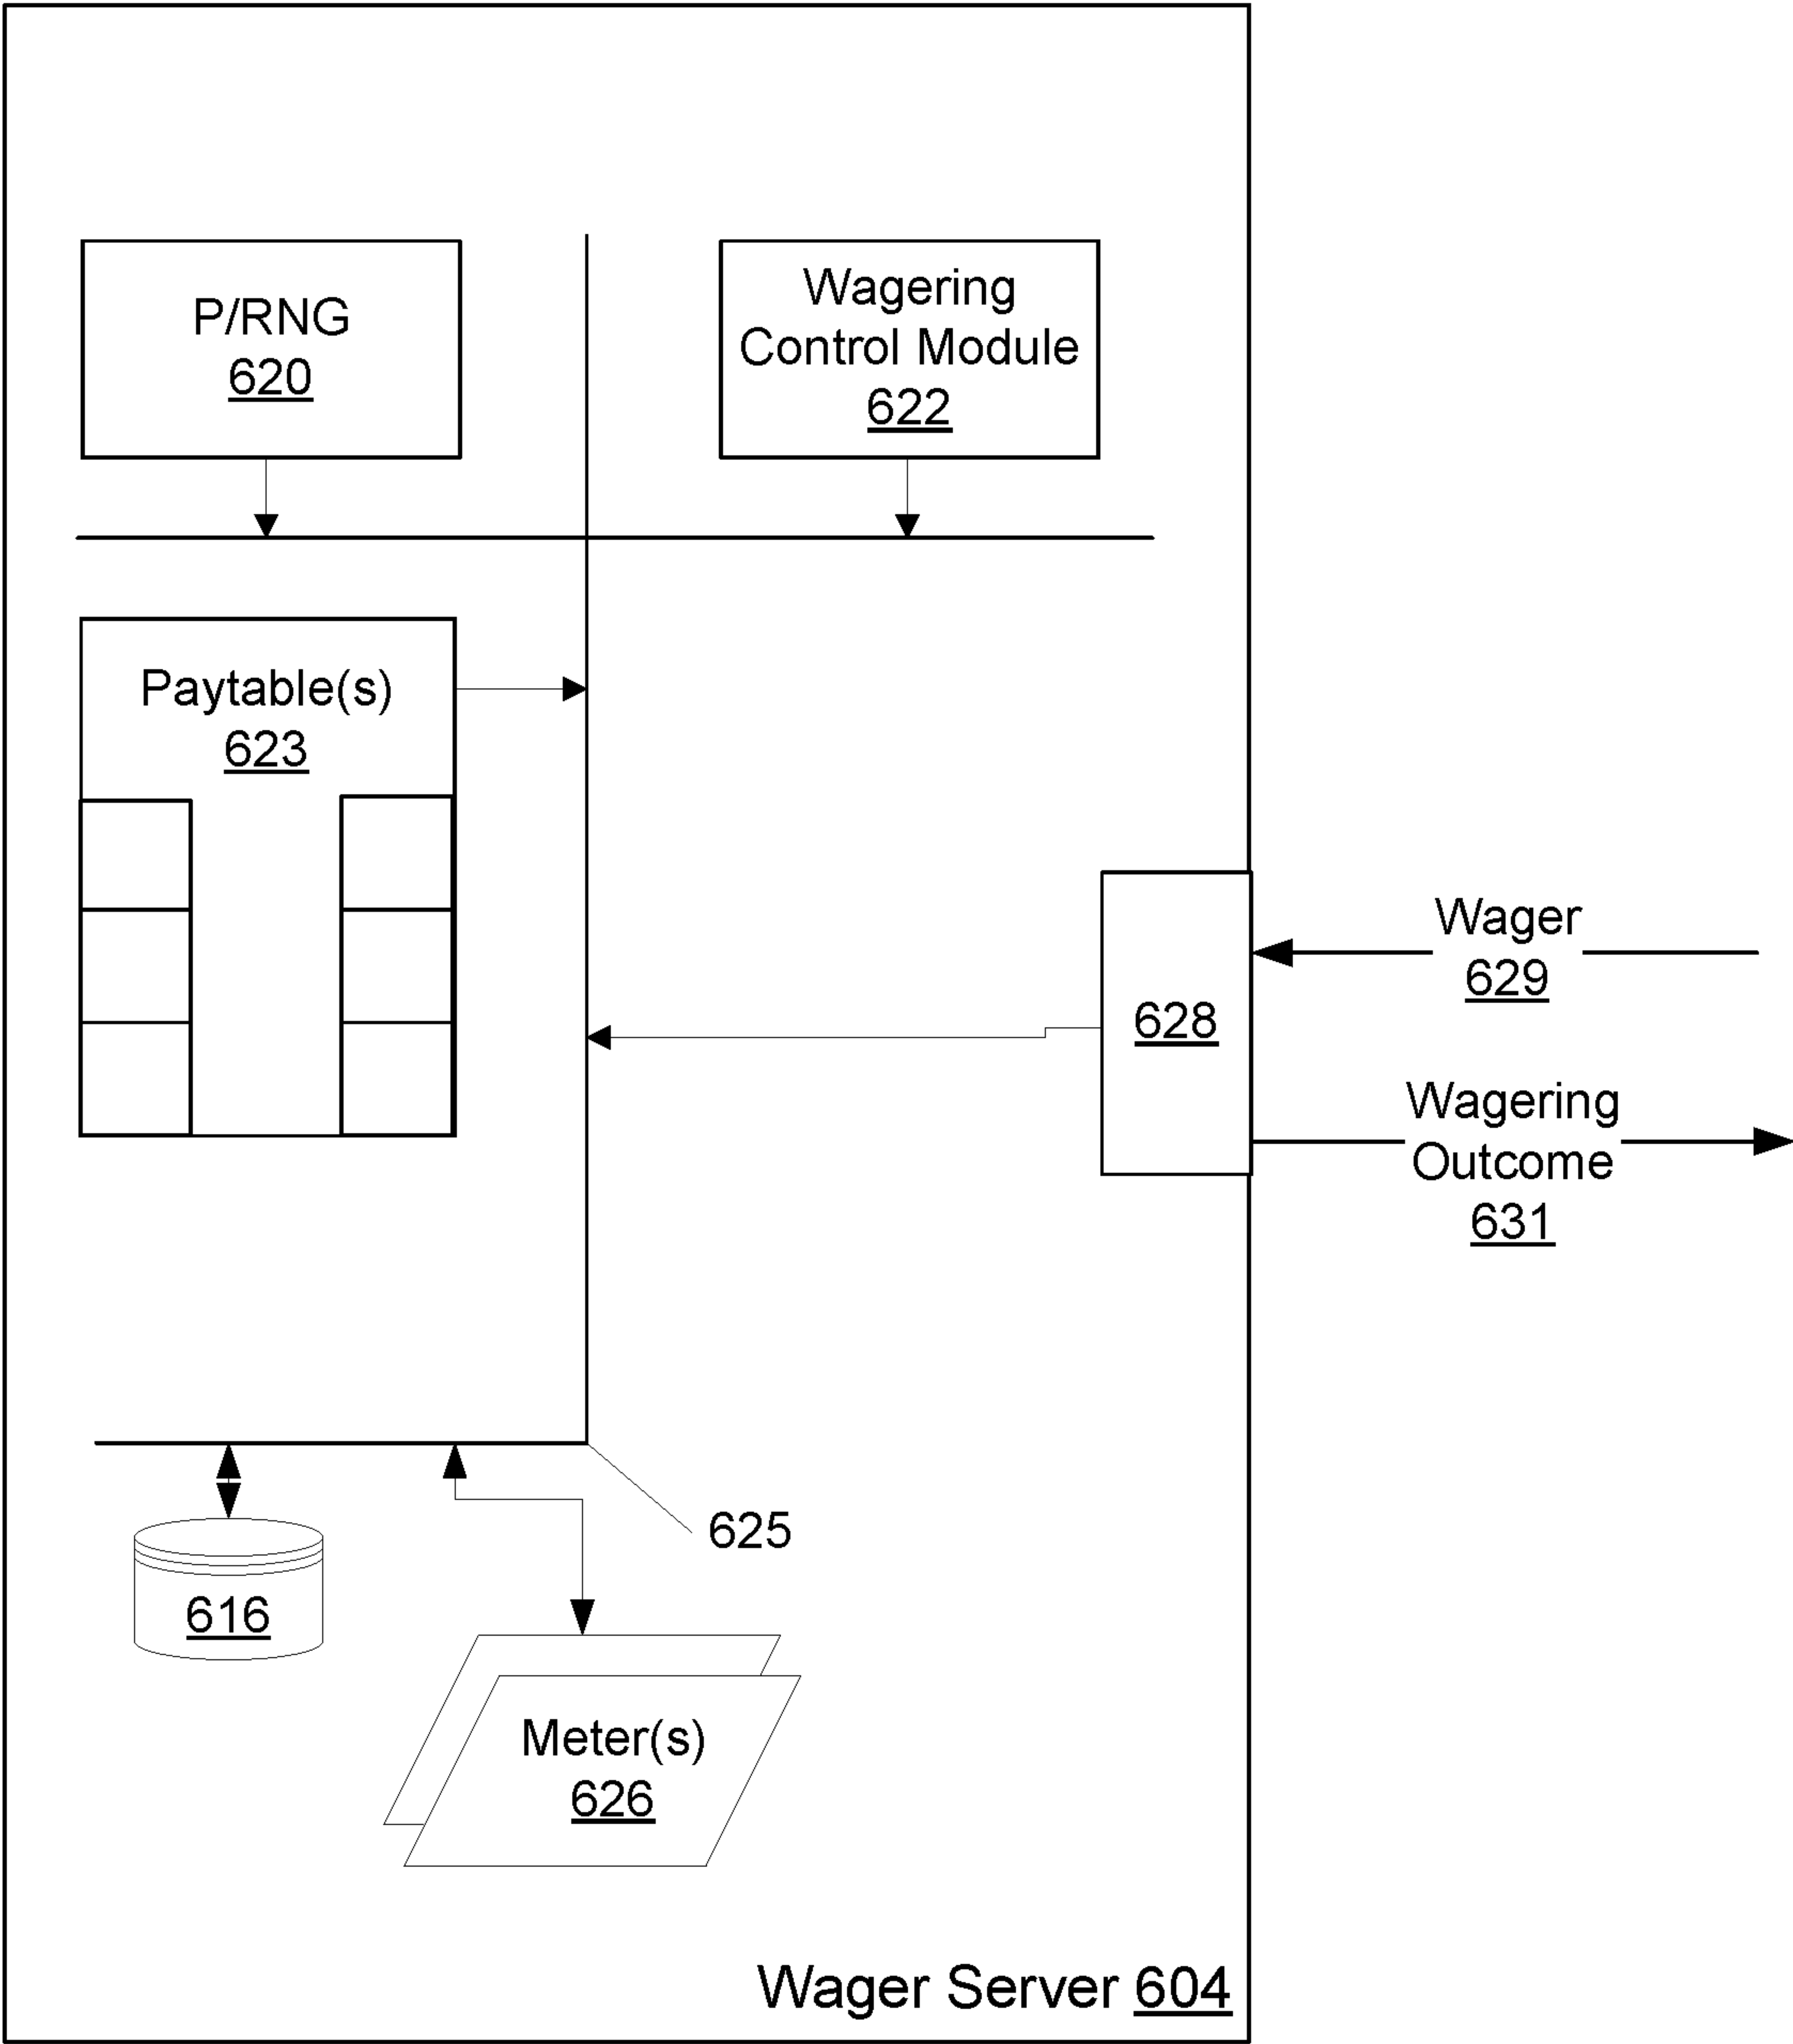 P/RNG
620
Wagering
Control Module
622
Paytable(s)
623
Wager
629
628
Wagering
Outcome
631
625
616
Meter(s)
626
Wager Server 604